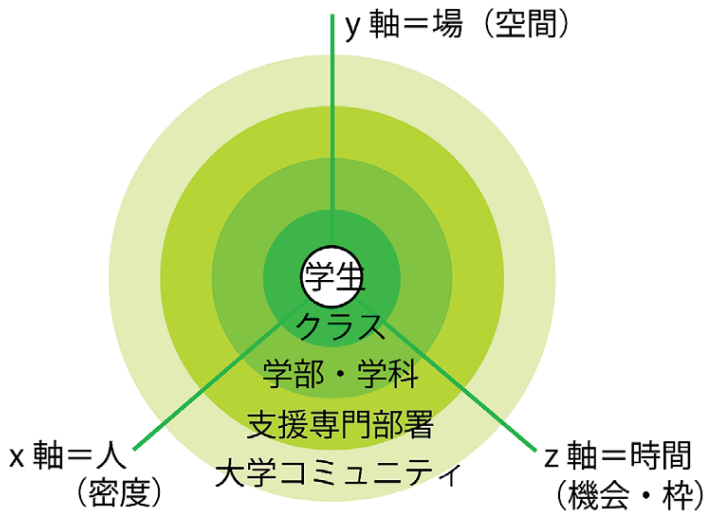 y 軸＝場（空間）
学生
クラス
学部・学科
支援専門部署
大学コミュニティ
x 軸＝人
（密度）
z 軸＝時間
（機会・枠）